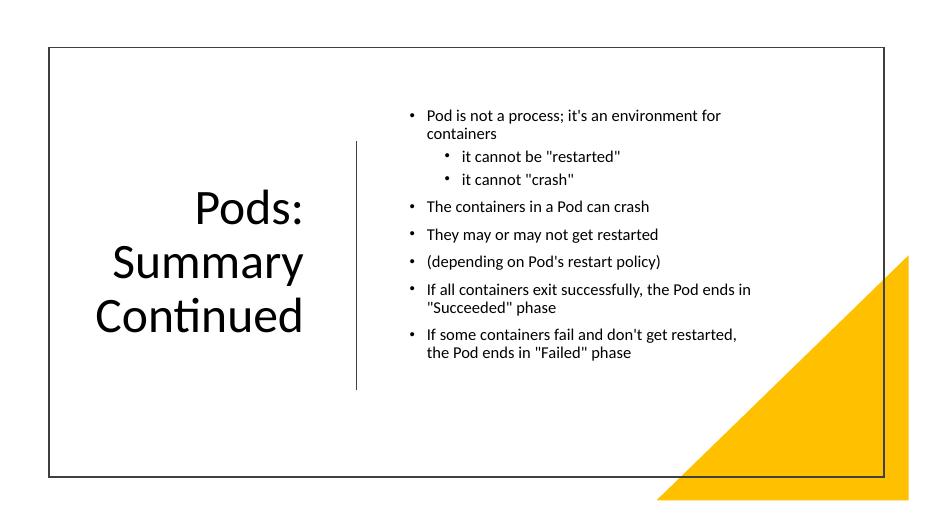 Pods:
Summary
Continued
• Pod is not a process; it's an environment for
containers
• it cannot be "restarted"
• it cannot "crash"
• The containers in a Pod can crash
• They may or may not get restarted
• (depending on Pod's restart policy)
• If all containers exit successfully, the Pod ends in
"Succeeded" phase
• If some containers fail and don't get restarted,
the Pod ends in "Failed" phase